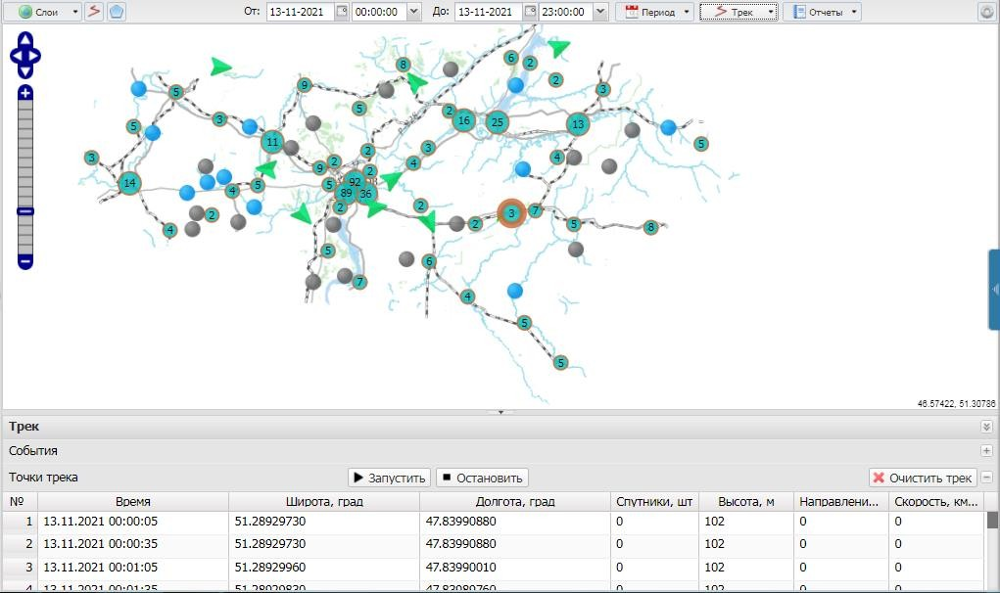 Слои От: 13-11-2021 00:00:00 До: 13-11-2021 23:00:00 Период Трек Отчеты
6 2
8
2
9
5 3
5
2 16 25 13
3
5
11
5
2 3
3 2 4 4
9 2
14 5 92
4 5 89 36
2 2
2 3 7
2 5 8
4
5
6
7
4
5
5
46.57422, 51.30786
Трек
События
Точки трека Запустить Остановить Очистить трек
№ Время Широта, град Долгота, град Спутники, шт Высота, м Направлени... Скорость, км...
1 13.11.2021 00:00:05 51.28929730 47.83990880 0 102 0 0
2 13.11.2021 00:00:35 51.28929730 47.83990880 0 102 0 0
3 13.11.2021 00:01:05 51.28929960 47.83990010 0 102 0 0
4 13.11.2021 00:01:35 51.28929830 47.83989760 0 102 0 0